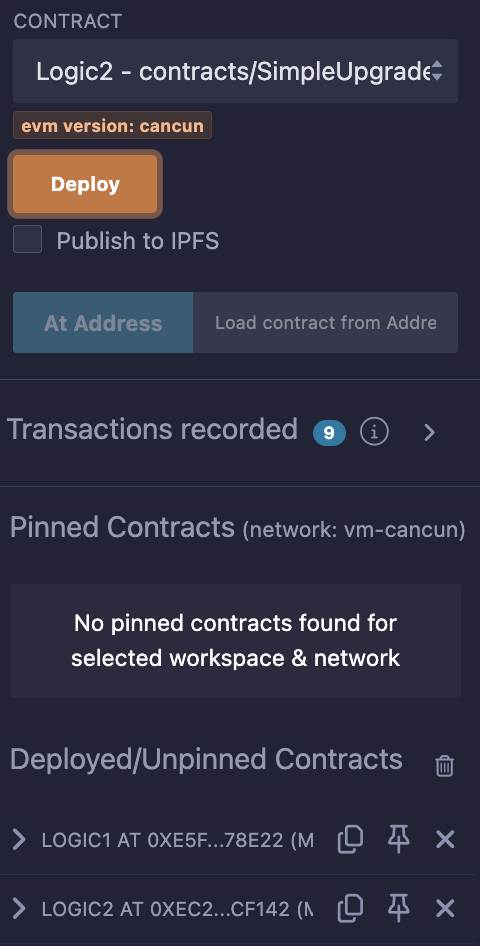 CONTRACT
Logic2 - contracts/SimpleUpgrade
evm version: cancun
Deploy
Publish to IPFS
At Address
Load contract from Addre
Transactions recorded 9 i
Pinned Contracts (network: vm-cancun)
No pinned contracts found for
selected workspace & network
Deployed/Unpinned Contracts
LOGIC1 AT 0XE5F...78E22 (M
LOGIC2 AT 0XEC2...CF142 (M